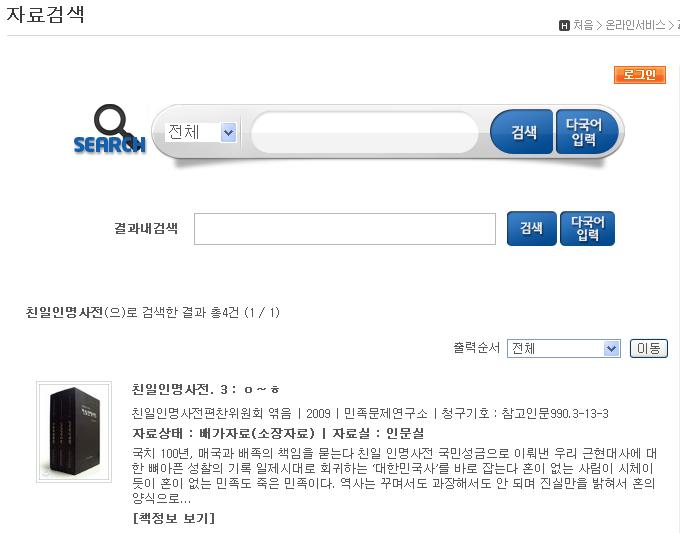 자료검색
H 처음 > 온라인서비스 >
로그인
SEARCH 전체 검색 다국어
입력
결과내검색 검색 다국어
입력
친일인명사전(으)로 검색한 결과 총4건 (1 / 1)
출력순서 전체 이동
친일인명사전. 3 : ㅇ~ㅎ
친일인명사전편찬위원회 엮음 | 2009 | 민족문제연구소 | 청구기호 : 참고인문990.3-13-3
자료상태 : 배가자료(소장자료) | 자료실 : 인문실
국치 100년, 매국과 배족의 책임을 묻는다 친일 인명사전 국민성금으로 이뤄낸 우리 근현대사에 대
한 뼈아픈 성찰의 기록 일제시대로 회귀하는 '대한민국사'를 바로 잡는다 혼이 없는 사람이 시체이
듯이 혼이 없는 민족도 죽은 민족이다. 역사는 꾸며서도 과장해서도 안 되며 진실만을 밝혀서 혼의
양식으로...
[책정보 보기]